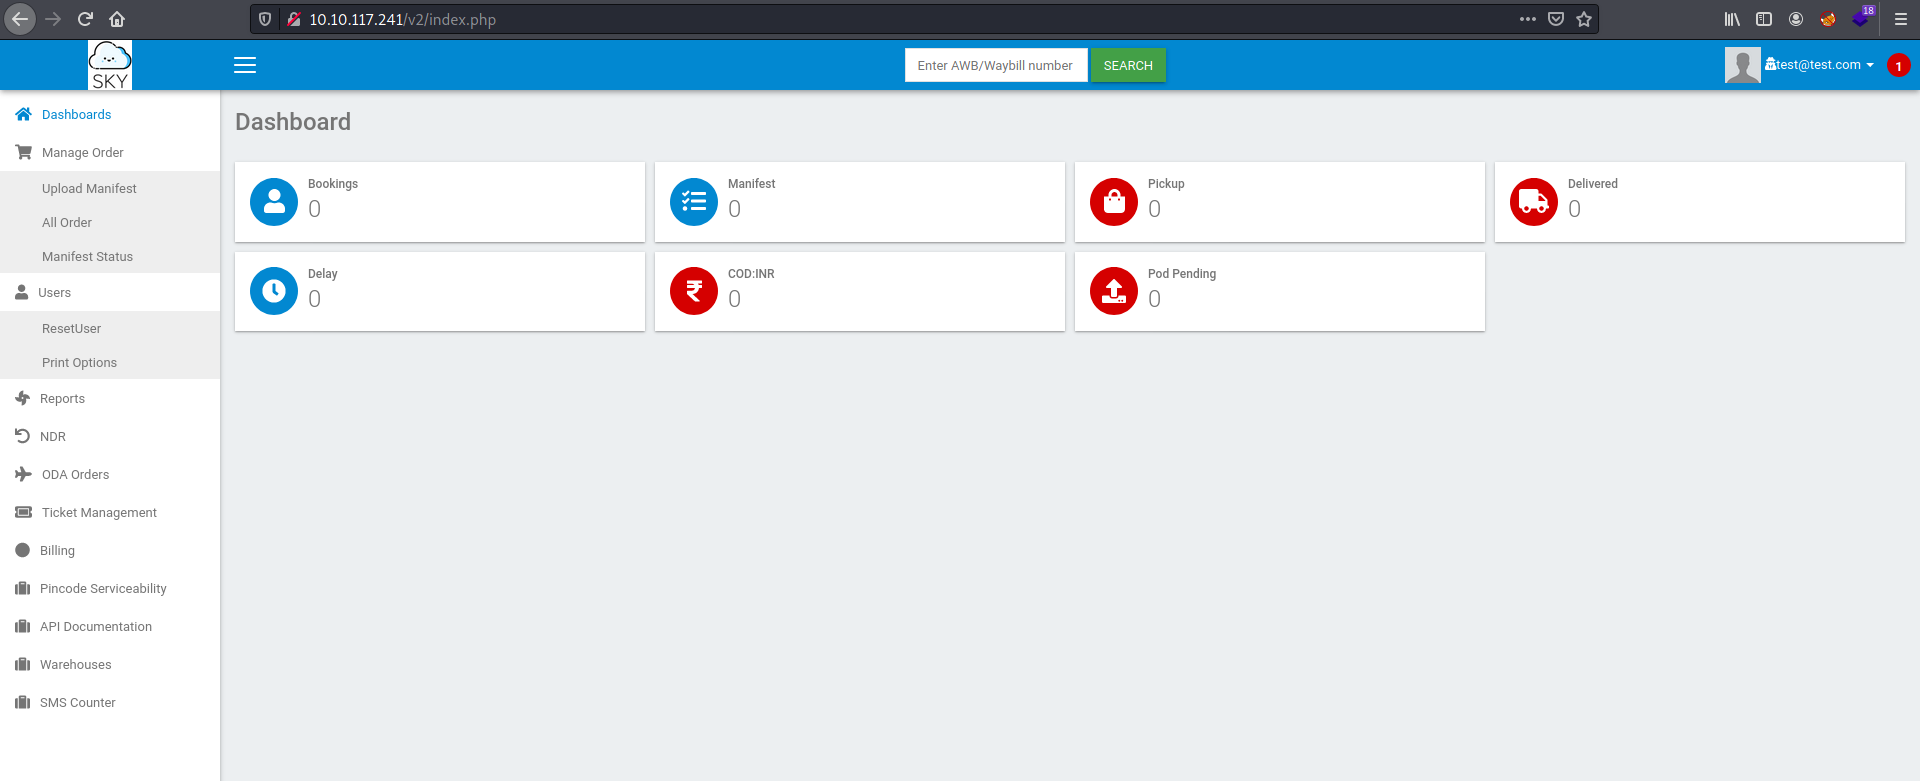 10.10.117.241/v2/index.php
18
SKY
Enter AWB/Waybill number
SEARCH
test@test.com
1
Dashboards
Manage Order
Upload Manifest
All Order
Manifest Status
Users
ResetUser
Print Options
Reports
NDR
ODA Orders
Ticket Management
Billing
Pincode Serviceability
API Documentation
Warehouses
SMS Counter
Dashboard
Bookings
0
Manifest
0
Pickup
0
Delivered
0
Delay
0
COD:INR
0
Pod Pending
0